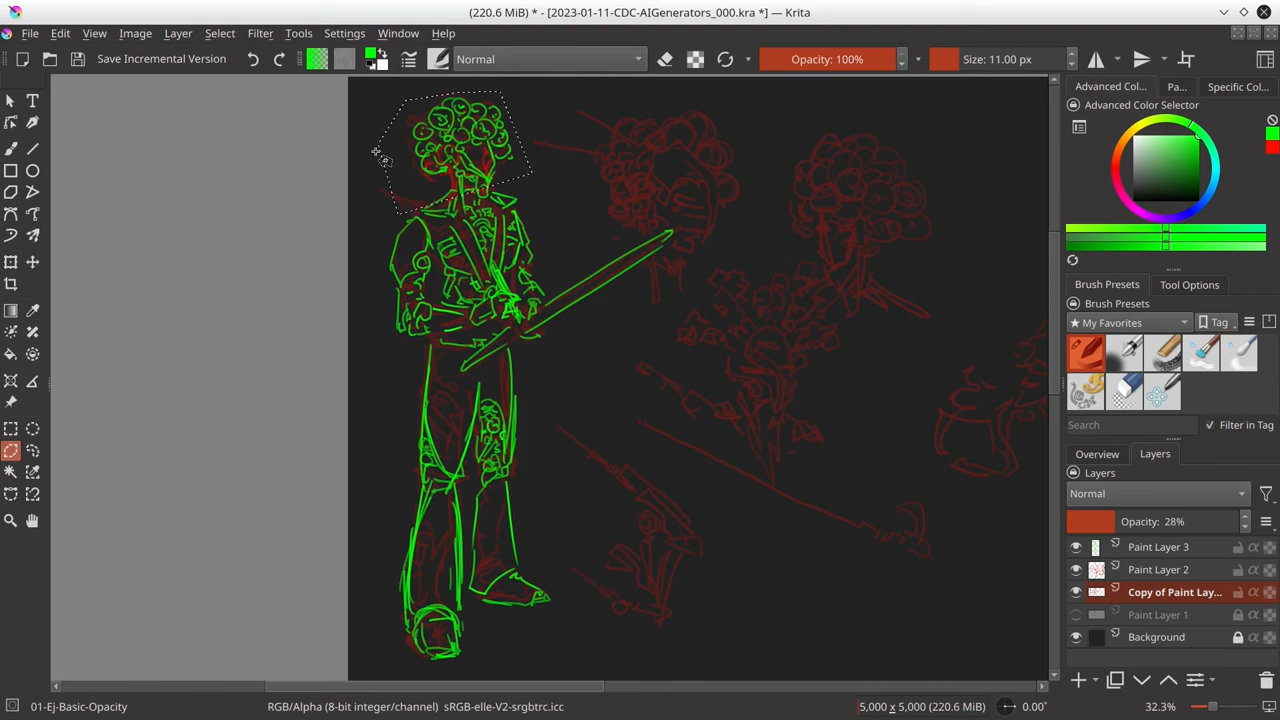 (220.6 MiB) * - [2023-01-11-CDC-AIGenerators_000.kra *] — Krita
File Edit View Image Layer Select Filter Tools Settings Window Help
Save Incremental Version
Normal
Opacity: 100%
Size: 11.00 px
Advanced Col... Pa... Specific Col...
Advanced Color Selector
Brush Presets Tool Options
Brush Presets
★ My Favorites
Tag
Search
Filter in Tag
Overview Layers
Layers
Normal
Opacity: 28%
Paint Layer 3
Paint Layer 2
Copy of Paint Lay...
Paint Layer 1
Background
01-Ej-Basic-Opacity
RGB/Alpha (8-bit integer/channel) sRGB-elle-V2-srgbtrc.icc
5,000 x 5,000 (220.6 MiB)
0.00°
32.3%